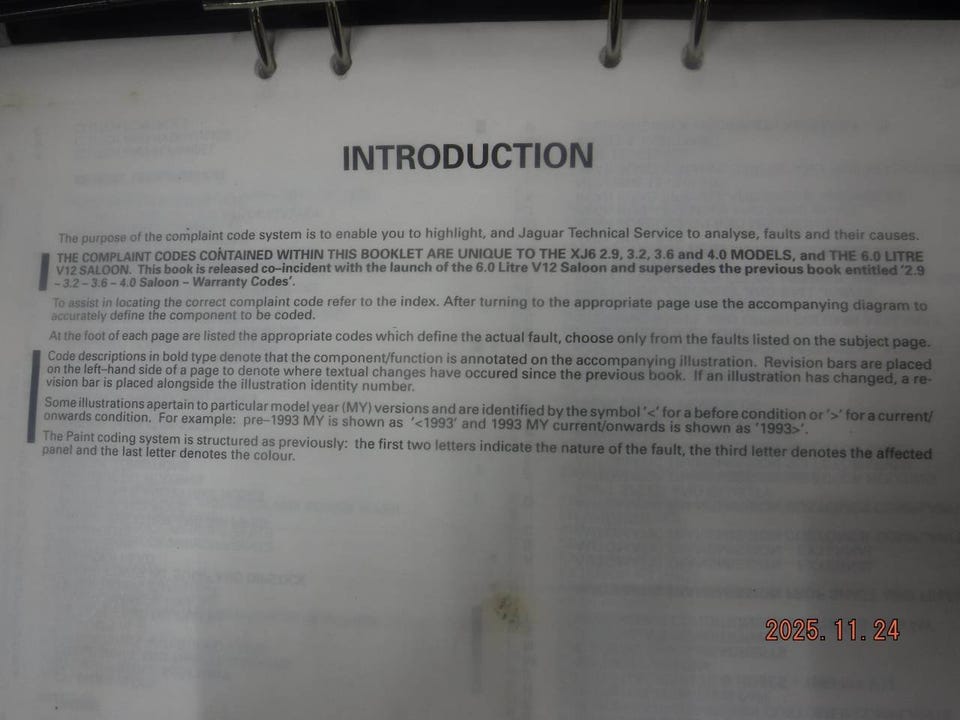 INTRODUCTION
The purpose of the complaint code system is to enable you to highlight, and Jaguar Technical Service to analyse, faults and their causes.
THE COMPLAINT CODES CONTAINED WITHIN THIS BOOKLET ARE UNIQUE TO THE XJ6 2.9, 3.2, 3.6 and 4.0 MODELS, and THE 6.0 LITRE
V12 SALOON. This book is released co–incident with the launch of the 6.0 Litre V12 Saloon and supersedes the previous book entitled '2.9
– 3.2 – 3.6 – 4.0 Saloon – Warranty Codes'.
To assist in locating the correct complaint code refer to the index. After turning to the appropriate page use the accompanying diagram to
accurately define the component to be coded.
At the foot of each page are listed the appropriate codes which define the actual fault, choose only from the faults listed on the subject page.
Code descriptions in bold type denote that the component/function is annotated on the accompanying illustration. Revision bars are placed
on the left–hand side of a page to denote where textual changes have occured since the previous book. If an illustration has changed, a re-
vision bar is placed alongside the illustration identity number.
Some illustrations apertain to particular model year (MY) versions and are identified by the symbol '<' for a before condition or '>' for a current/
onwards condition. For example: pre–1993 MY is shown as '<1993' and 1993 MY current/onwards is shown as '1993>'.
The Paint coding system is structured as previously: the first two letters indicate the nature of the fault, the third letter denotes the affected
panel and the last letter denotes the colour.
2025.11.24